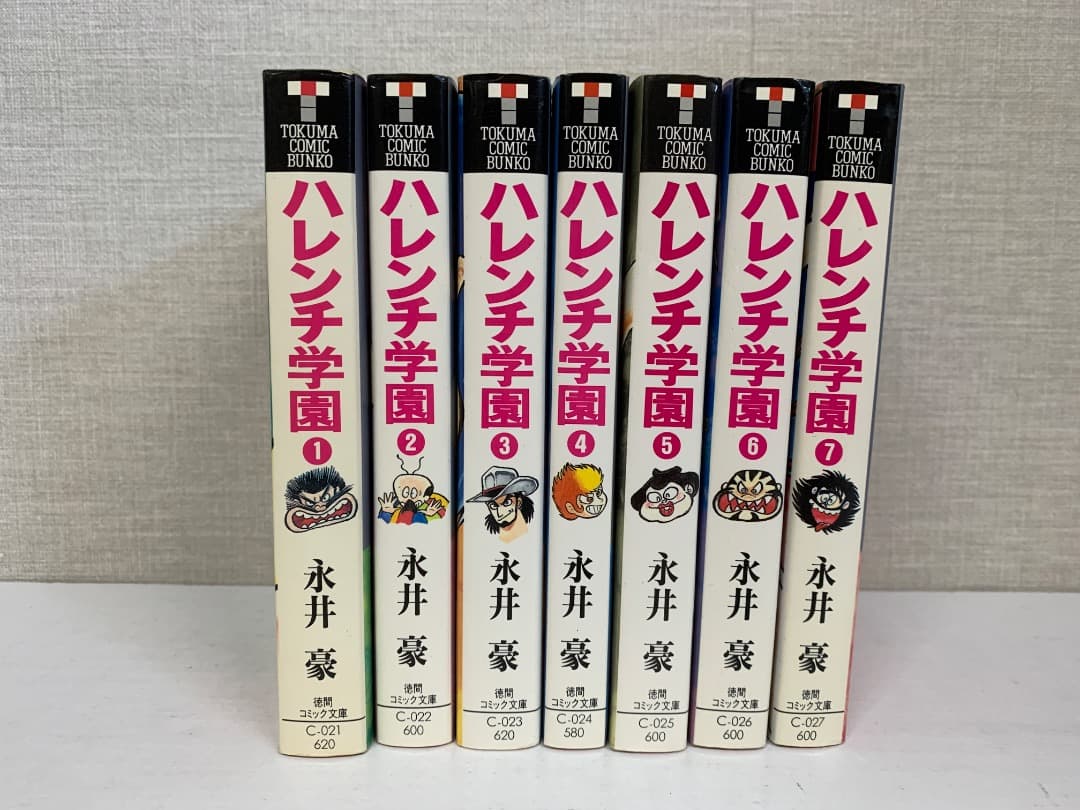 TOKUMA
COMIC
BUNKO
ハレンチ学園
1
永井 豪
徳間
コミック文庫
C-021
620
TOKUMA
COMIC
BUNKO
ハレンチ学園
2
永井 豪
徳間
コミック文庫
C-022
600
TOKUMA
COMIC
BUNKO
ハレンチ学園
3
永井 豪
徳間
コミック文庫
C-023
620
TOKUMA
COMIC
BUNKO
ハレンチ学園
4
永井 豪
徳間
コミック文庫
C-024
580
TOKUMA
COMIC
BUNKO
ハレンチ学園
5
永井 豪
徳間
コミック文庫
C-025
600
TOKUMA
COMIC
BUNKO
ハレンチ学園
6
永井 豪
徳間
コミック文庫
C-026
600
TOKUMA
COMIC
BUNKO
ハレンチ学園
7
永井 豪
徳間
コミック文庫
C-027
600